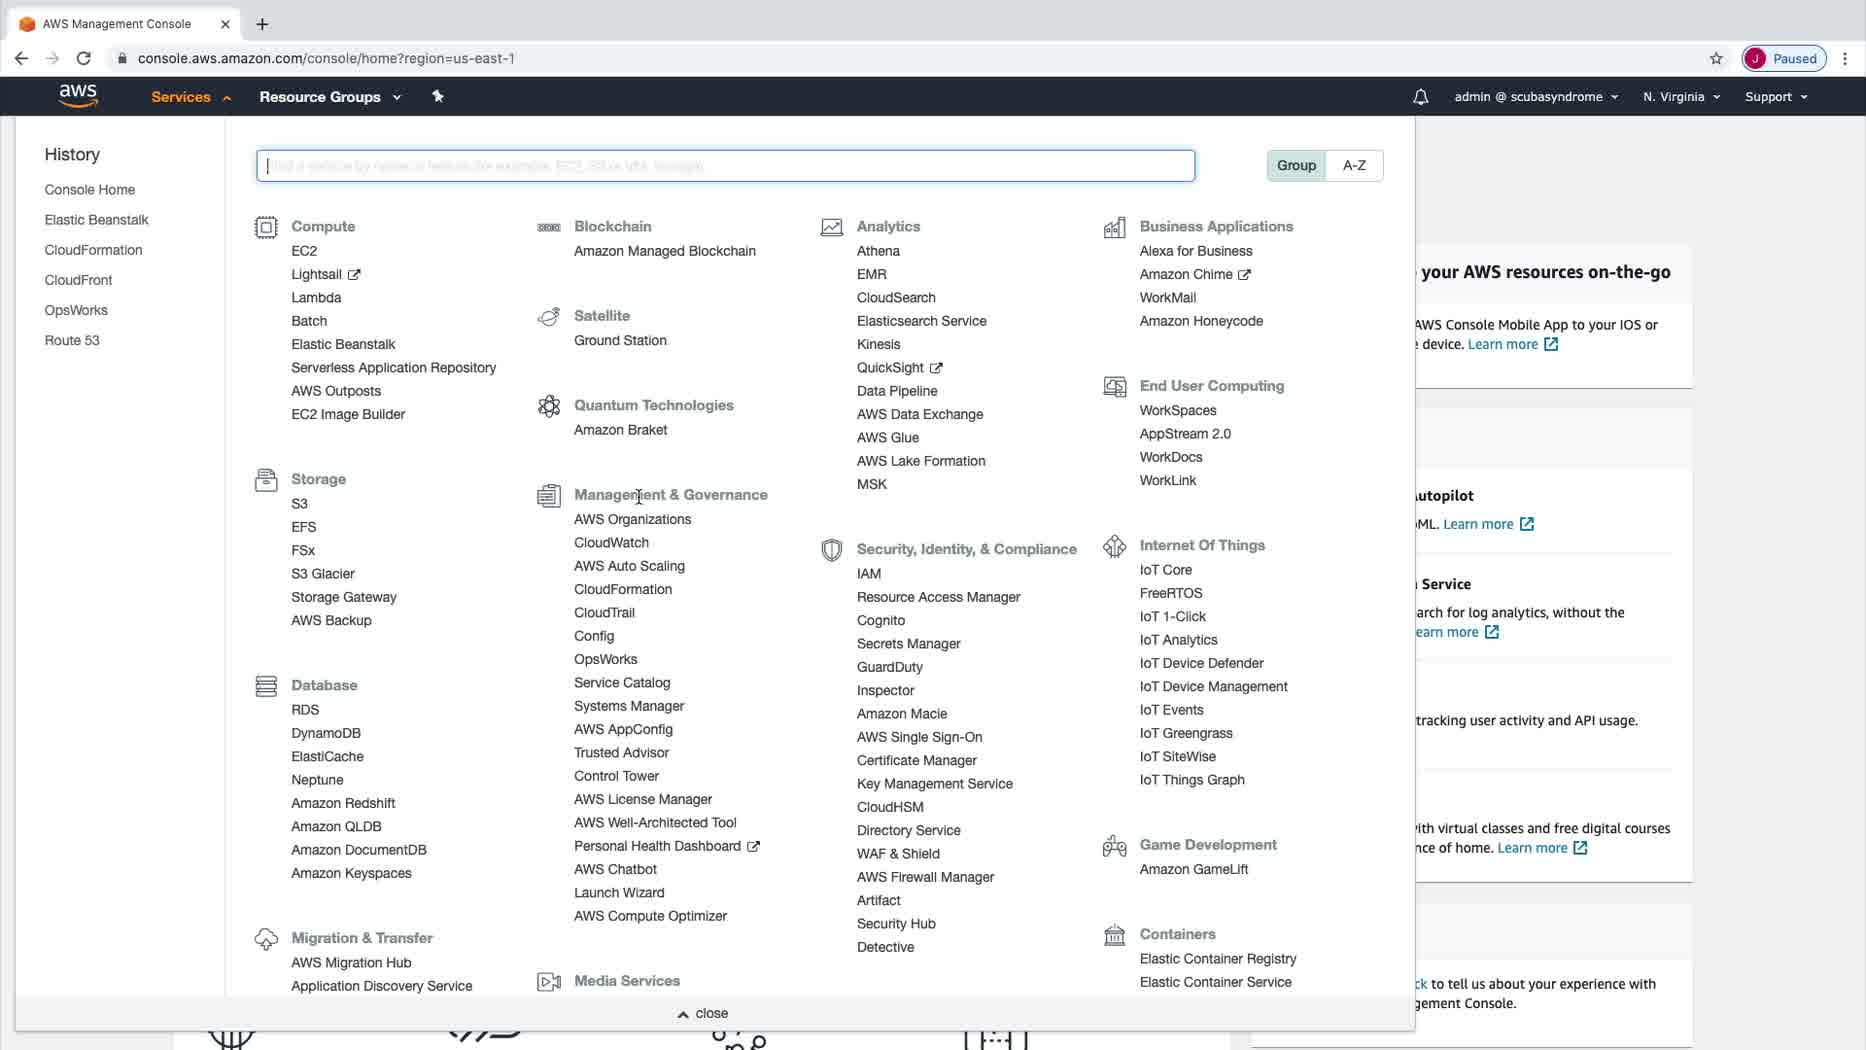 AWS Management Console
console.aws.amazon.com/console/home?region=us-east-1
J Paused
aws
Services
Resource Groups
admin @ scubasyndrome
N. Virginia
Support
History
Console Home
Elastic Beanstalk
CloudFormation
CloudFront
OpsWorks
Route 53
Group
A-Z
Compute
EC2
Lightsail
Lambda
Batch
Elastic Beanstalk
Serverless Application Repository
AWS Outposts
EC2 Image Builder
Storage
S3
EFS
FSx
S3 Glacier
Storage Gateway
AWS Backup
Database
RDS
DynamoDB
ElastiCache
Neptune
Amazon Redshift
Amazon QLDB
Amazon DocumentDB
Amazon Keyspaces
Migration & Transfer
AWS Migration Hub
Application Discovery Service
Blockchain
Amazon Managed Blockchain
Satellite
Ground Station
Quantum Technologies
Amazon Braket
Management & Governance
AWS Organizations
CloudWatch
AWS Auto Scaling
CloudFormation
CloudTrail
Config
OpsWorks
Service Catalog
Systems Manager
AWS AppConfig
Trusted Advisor
Control Tower
AWS License Manager
AWS Well-Architected Tool
Personal Health Dashboard
AWS Chatbot
Launch Wizard
AWS Compute Optimizer
Media Services
Analytics
Athena
EMR
CloudSearch
Elasticsearch Service
Kinesis
QuickSight
Data Pipeline
AWS Data Exchange
AWS Glue
AWS Lake Formation
MSK
Security, Identity, & Compliance
IAM
Resource Access Manager
Cognito
Secrets Manager
GuardDuty
Inspector
Amazon Macie
AWS Single Sign-On
Certificate Manager
Key Management Service
CloudHSM
Directory Service
WAF & Shield
AWS Firewall Manager
Artifact
Security Hub
Detective
Business Applications
Alexa for Business
Amazon Chime
WorkMail
Amazon Honeycode
End User Computing
WorkSpaces
AppStream 2.0
WorkDocs
WorkLink
Internet Of Things
IoT Core
FreeRTOS
IoT 1-Click
IoT Analytics
IoT Device Defender
IoT Device Management
IoT Events
IoT Greengrass
IoT SiteWise
IoT Things Graph
Game Development
Amazon GameLift
Containers
Elastic Container Registry
Elastic Container Service
close
your AWS resources on-the-go
AWS Console Mobile App to your iOS or
device. Learn more
Autopilot
ML. Learn more
Service
arch for log analytics, without the
earn more
tracking user activity and API usage.
ith virtual classes and free digital courses
nce of home. Learn more
ck to tell us about your experience with
gement Console.